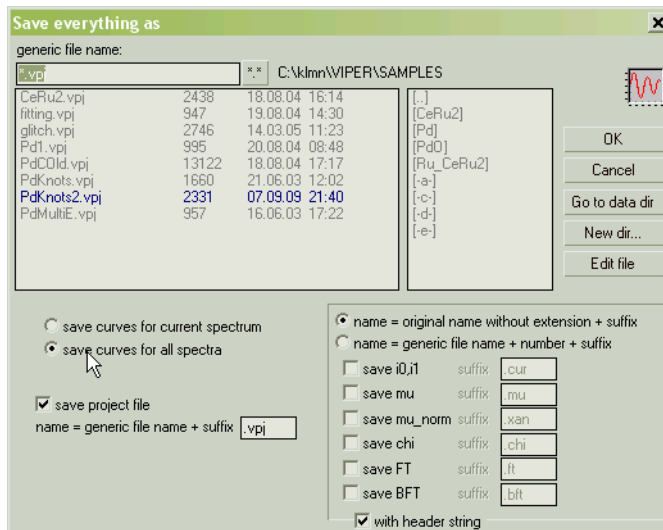 Save everything as
generic file name:
*.vpj *.* C:\klmn\VIPER\SAMPLES
CeRu2.vpj 2438 18.08.04 16:14
fitting.vpj 947 19.08.04 14:30
glitch.vpj 2746 14.03.05 11:23
Pd1.vpj 995 20.08.04 08:48
PdCOld.vpj 13122 18.08.04 17:17
PdKnots.vpj 1660 21.06.03 12:02
PdKnots2.vpj 2331 07.09.09 21:40
PdMultiE.vpj 957 16.06.03 17:22
[..]
[CeRu2]
[Pd]
[PdO]
[Ru_CeRu2]
[-a-]
[-c-]
[-d-]
[-e-]
OK
Cancel
Go to data dir
New dir...
Edit file
save curves for current spectrum
save curves for all spectra
save project file
name = generic file name + suffix .vpj
name = original name without extension + suffix
name = generic file name + number + suffix
save i0,i1 suffix .cur
save mu suffix .mu
save mu_norm suffix .xan
save chi suffix .chi
save FT suffix .ft
save BFT suffix .bft
with header string